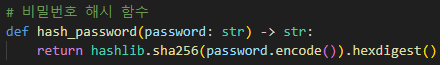 # 비밀번호 해시 함수
def hash_password(password: str) -> str:
    return hashlib.sha256(password.encode()).hexdigest()